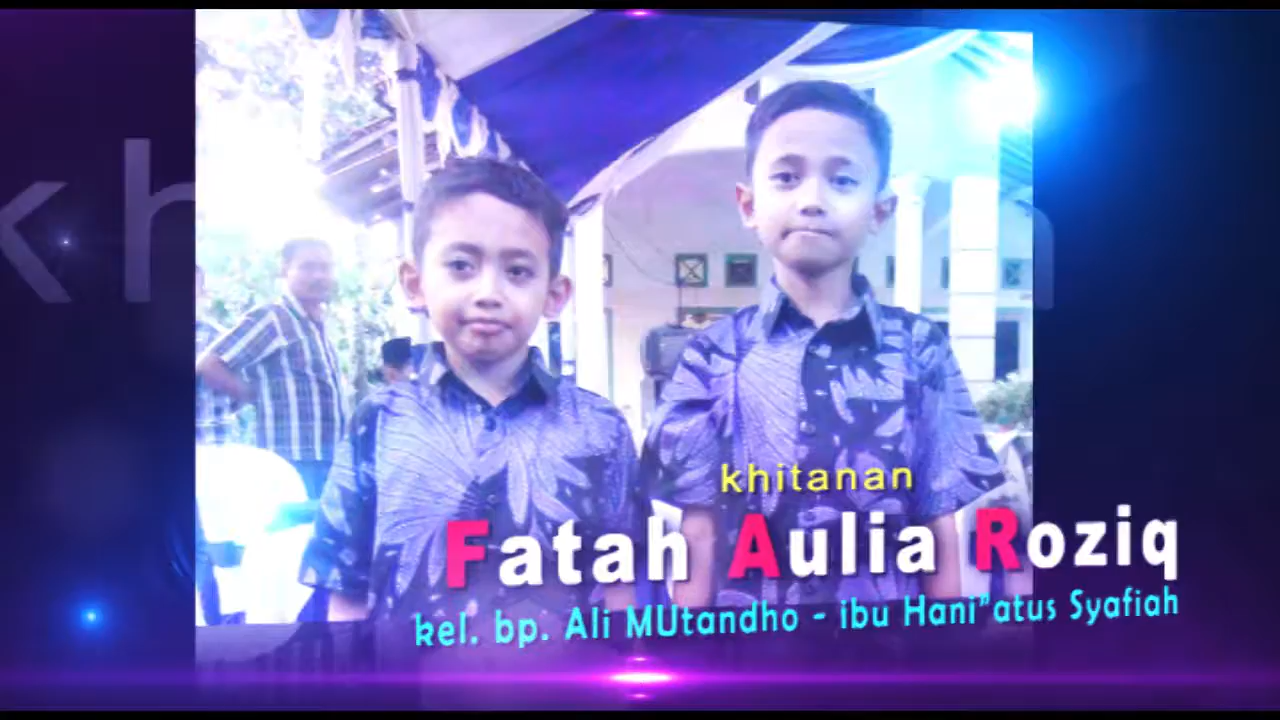 khitanan
Fatah Aulia Roziq
kel. bp. Ali MUtandho - ibu Hani"atus Syafiah